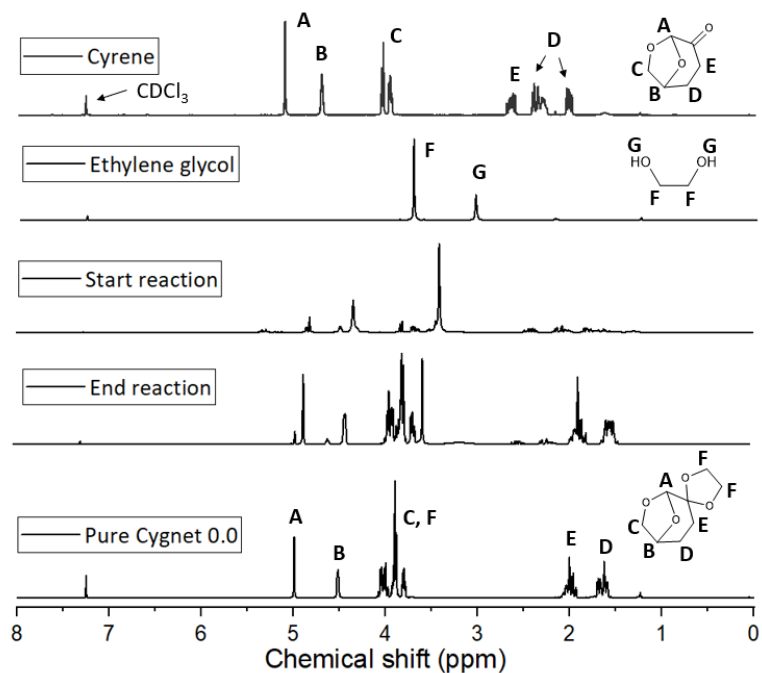 Cyrene
CDCl3
A
B
C
E
D
A
O
O
O
C
E
B
D
Ethylene glycol
F
G
G
G
HO
OH
F
F
Start reaction
End reaction
Pure Cygnet 0.0
A
B
C, F
E
D
F
F
A
O
O
O
O
C
E
B
D
8 7 6 5 4 3 2 1 0
Chemical shift (ppm)